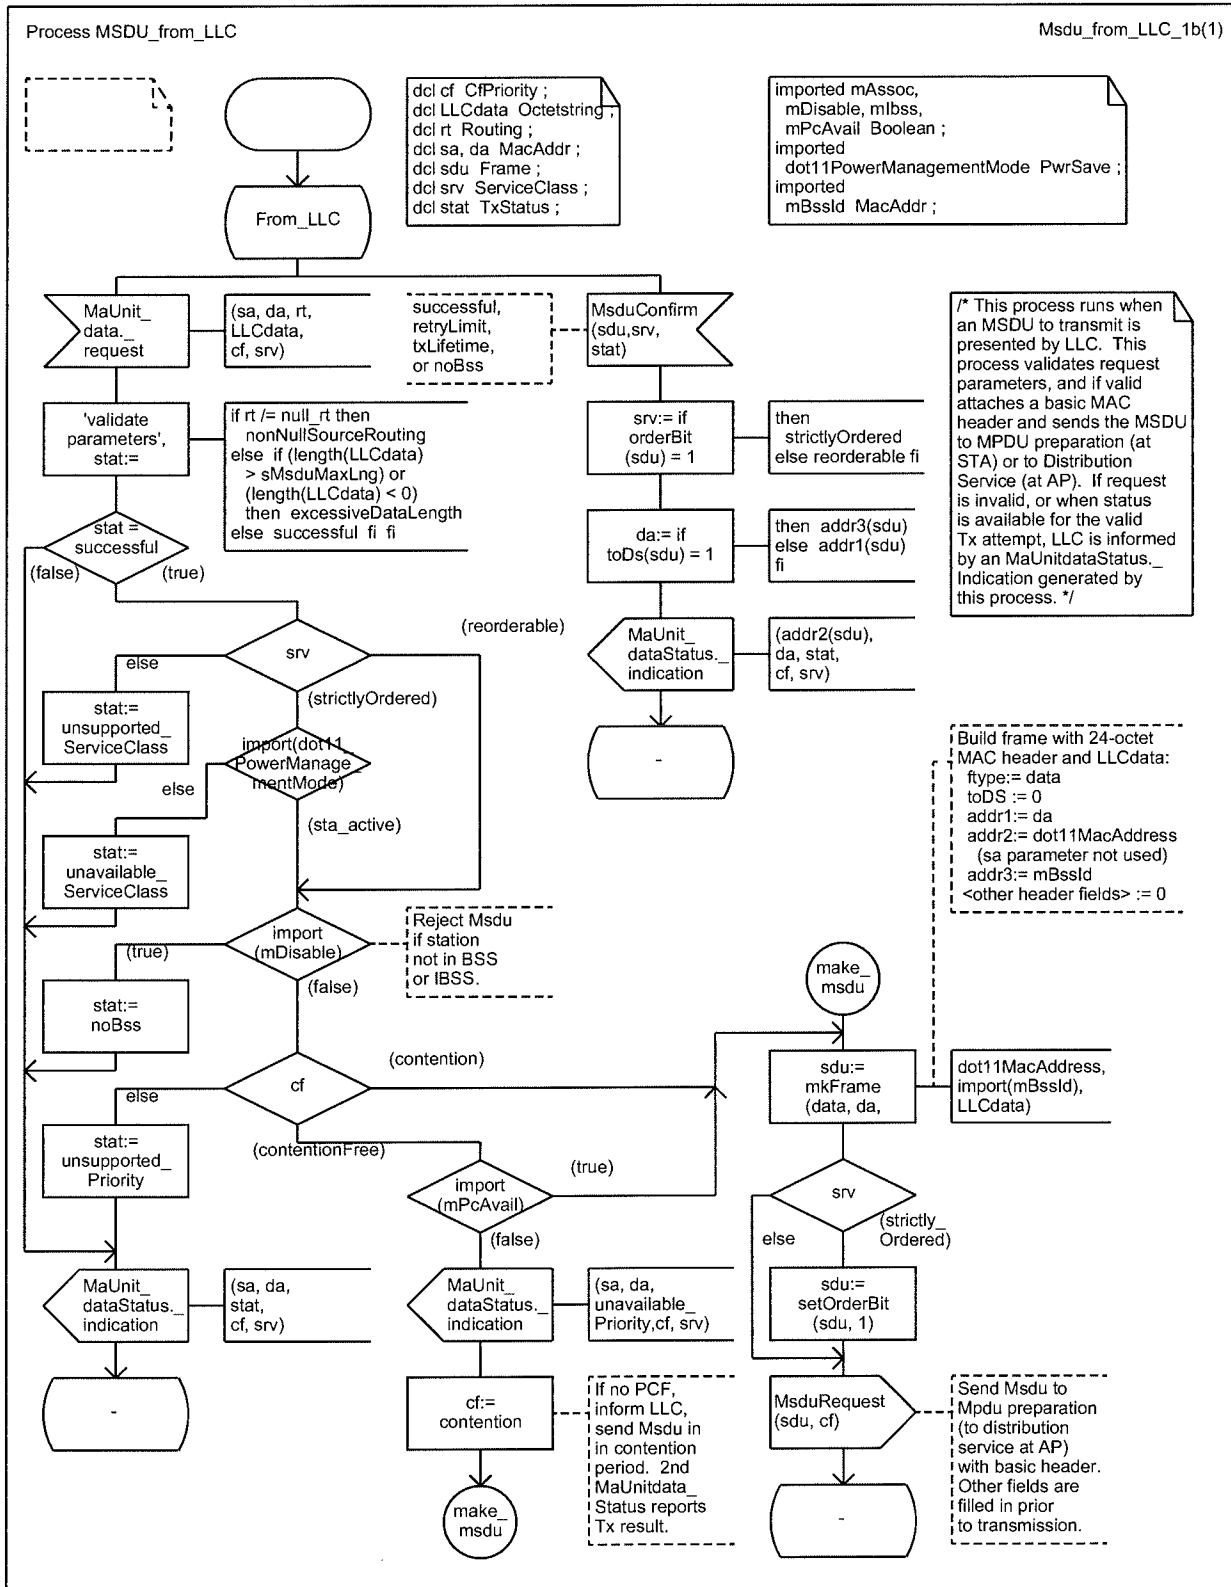 Process MSDU_from_LLC
Msdu_from_LLC_1b(1)
dcl cf CfPriority ;
dcl LLCdata Octetstring ;
dcl rt Routing ;
dcl sa, da MacAddr ;
dcl sdu Frame ;
dcl srv ServiceClass ;
dcl stat TxStatus ;
imported mAssoc,
mDisable, mIbss,
mPcAvail Boolean ;
imported
dot11PowerManagementMode PwrSave ;
imported
mBssId MacAddr ;
From_LLC
MaUnit_
data._
request
(sa, da, rt,
LLCdata,
cf, srv)
successful,
retryLimit,
txLifetime,
or noBss
MsduConfirm
(sdu,srv,
stat)
/* This process runs when
an MSDU to transmit is
presented by LLC. This
process validates request
parameters, and if valid
attaches a basic MAC
header and sends the MSDU
to MPDU preparation (at
STA) or to Distribution
Service (at AP). If request
is invalid, or when status
is available for the valid
Tx attempt, LLC is informed
by an MaUnitdataStatus._
Indication generated by
this process. */
'validate
parameters',
stat:=
if rt /= null_rt then
nonNullSourceRouting
else if (length(LLCdata)
> sMsduMaxLng) or
(length(LLCdata) < 0)
then excessiveDataLength
else successful fi fi
srv:= if
orderBit
(sdu) = 1
then
strictlyOrdered
else reorderable fi
stat =
successful
(false)
(true)
da:= if
toDs(sdu) = 1
then addr3(sdu)
else addr1(sdu)
fi
srv
(reorderable)
else
(strictlyOrdered)
MaUnit_
dataStatus._
indication
(addr2(sdu),
da, stat,
cf, srv)
-
stat:=
unsupported_
ServiceClass
import(dot11_
PowerManage_
mentMode)
else
(sta_active)
stat:=
unavailable_
ServiceClass
Build frame with 24-octet
MAC header and LLCdata:
ftype:= data
toDS := 0
addr1:= da
addr2:= dot11MacAddress
(sa parameter not used)
addr3:= mBssId
<other header fields> := 0
import
(mDisable)
(true)
(false)
Reject Msdu
if station
not in BSS
or IBSS.
stat:=
noBss
make_
msdu
cf
(contention)
else
(contentionFree)
sdu:=
mkFrame
(data, da,
dot11MacAddress,
import(mBssId),
LLCdata)
stat:=
unsupported_
Priority
import
(mPcAvail)
(true)
(false)
srv
else
(strictly_
Ordered)
MaUnit_
dataStatus._
indication
(sa, da,
stat,
cf, srv)
-
MaUnit_
dataStatus._
indication
(sa, da,
unavailable_
Priority,cf, srv)
sdu:=
setOrderBit
(sdu, 1)
cf:=
contention
If no PCF,
inform LLC,
send Msdu in
in contention
period. 2nd
MaUnitdata_
Status reports
Tx result.
make_
msdu
MsduRequest
(sdu, cf)
Send Msdu to
Mpdu preparation
(to distribution
service at AP)
with basic header.
Other fields are
filled in prior
to transmission.
-